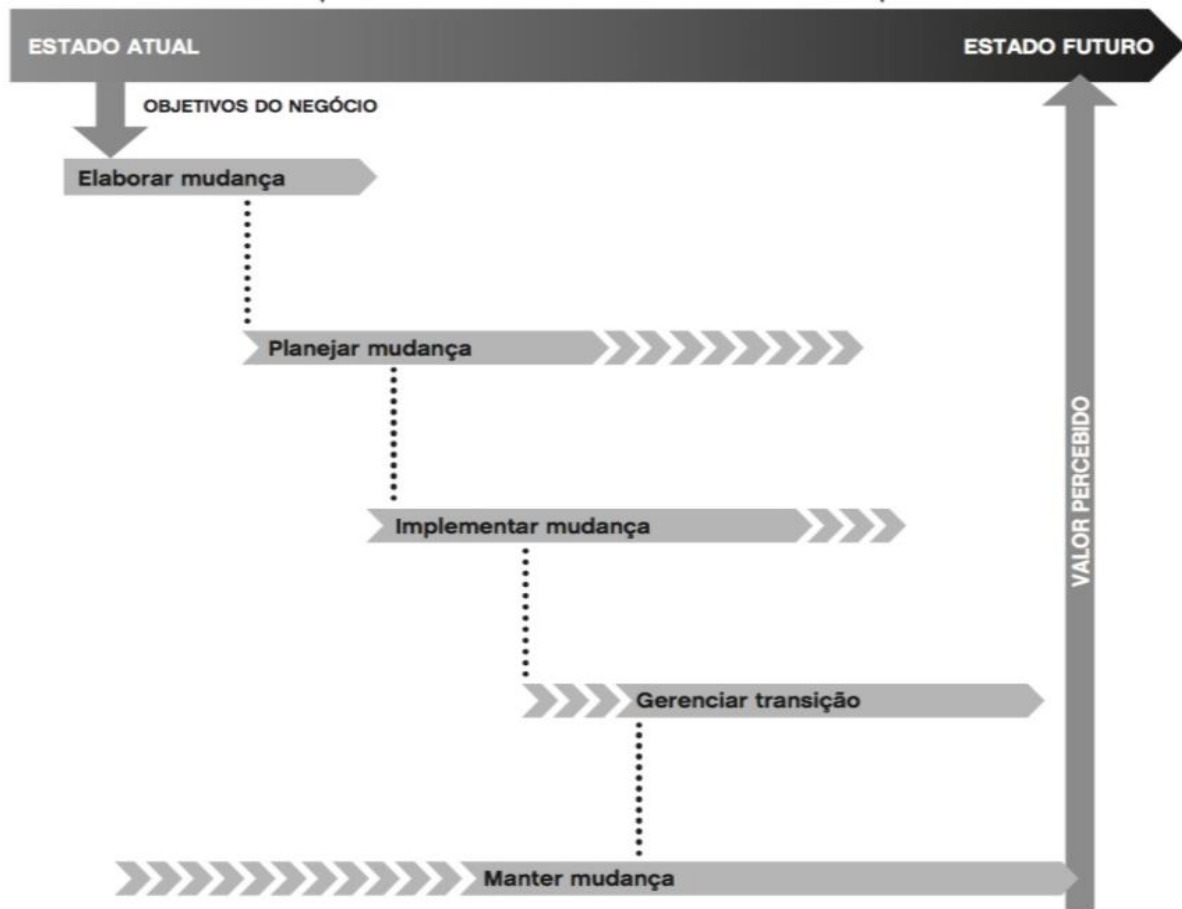 ESTADO ATUAL
ESTADO FUTURO
OBJETIVOS DO NEGÓCIO
Elaborar mudança
Planejar mudança
Implementar mudança
Gerenciar transição
Manter mudança
VALOR PERCEBIDO